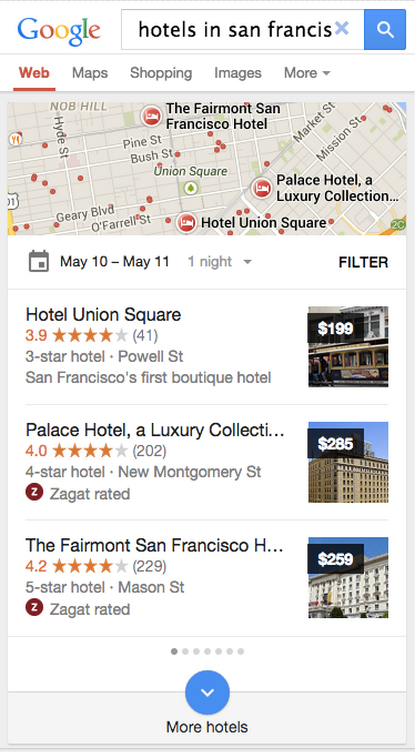 Google
hotels in san francis
Web
Maps
Shopping
Images
More
NOB HILL
The Fairmont San
Francisco Hotel
Hyde St
Pine St
Bush St
Market St
Mission St
Union Square
Palace Hotel, a
Luxury Collection...
101
Geary Blvd
O'Farrell St
Hotel Union Square
2C
May 10 – May 11
1 night
FILTER
Hotel Union Square
3.9 (41)
3-star hotel · Powell St
San Francisco's first boutique hotel
$199
Palace Hotel, a Luxury Collecti...
4.0 (202)
4-star hotel · New Montgomery St
Z Zagat rated
$285
The Fairmont San Francisco H...
4.2 (229)
5-star hotel · Mason St
Z Zagat rated
$259
More hotels